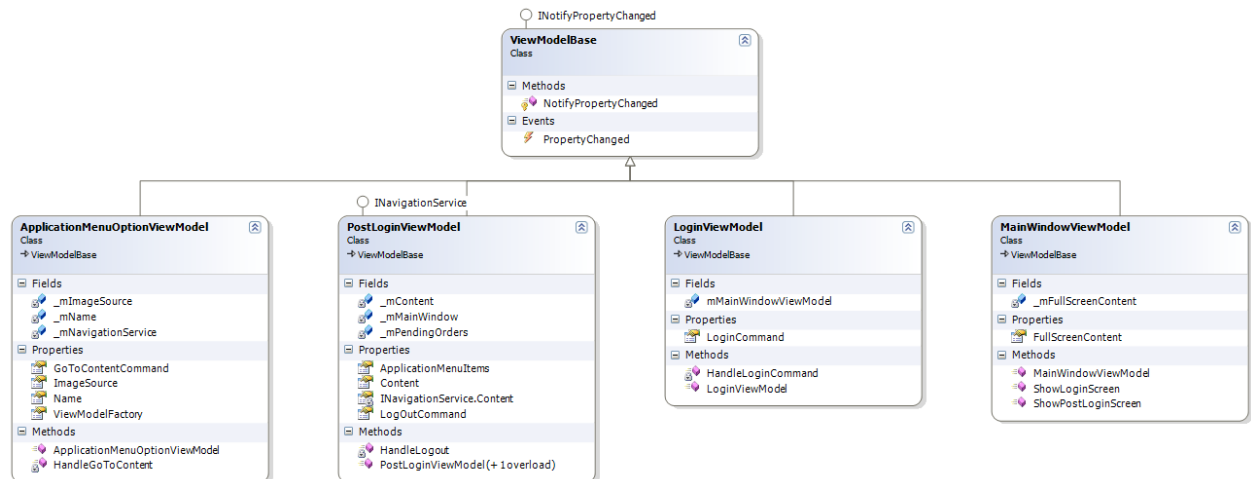 INotifyPropertyChanged
ViewModelBase
Class
Methods
NotifyPropertyChanged
Events
PropertyChanged
ApplicationMenuOptionViewModel
Class
ViewModelBase
Fields
_mImageSource
_mName
_mNavigationService
Properties
GoToContentCommand
ImageSource
Name
ViewModelFactory
Methods
ApplicationMenuOptionViewModel
HandleGoToContent
INavigationService
PostLoginViewModel
Class
ViewModelBase
Fields
_mContent
_mMainWindow
_mPendingOrders
Properties
ApplicationMenuItems
Content
INavigationService.Content
LogOutCommand
Methods
HandleLogout
PostLoginViewModel(+ 1overload)
LoginViewModel
Class
ViewModelBase
Fields
mMainWindowViewModel
Properties
LoginCommand
Methods
HandleLoginCommand
LoginViewModel
MainWindowViewModel
Class
ViewModelBase
Fields
_mFullScreenContent
Properties
FullScreenContent
Methods
MainWindowViewModel
ShowLoginScreen
ShowPostLoginScreen